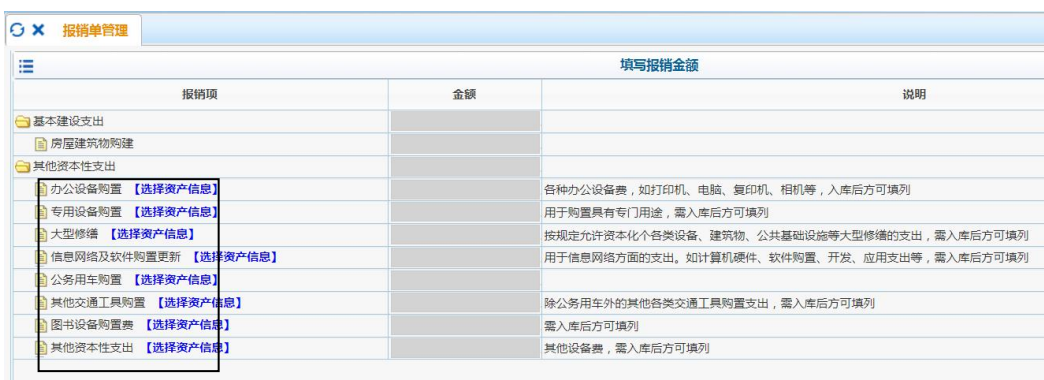 报销单管理
填写报销金额
报销项 金额 说明
基本建设支出
房屋建筑物购建
其他资本性支出
办公设备购置 【选择资产信息】 各种办公设备费，如打印机、电脑、复印机、相机等，入库后方可填列
专用设备购置 【选择资产信息】 用于购置具有专门用途，需入库后方可填列
大型修缮 【选择资产信息】 按规定允许资本化个各类设备、建筑物、公共基础设施等大型修缮的支出，需入库后方可填列
信息网络及软件购置更新 【选择资产信息】 用于信息网络方面的支出。如计算机硬件、软件购置、开发、应用支出等，需入库后方可填列
公务用车购置 【选择资产信息】
其他交通工具购置 【选择资产信息】 除公务用车外的其他各类交通工具购置支出，需入库后方可填列
图书设备购置费 【选择资产信息】 需入库后方可填列
其他资本性支出 【选择资产信息】 其他设备费，需入库后方可填列